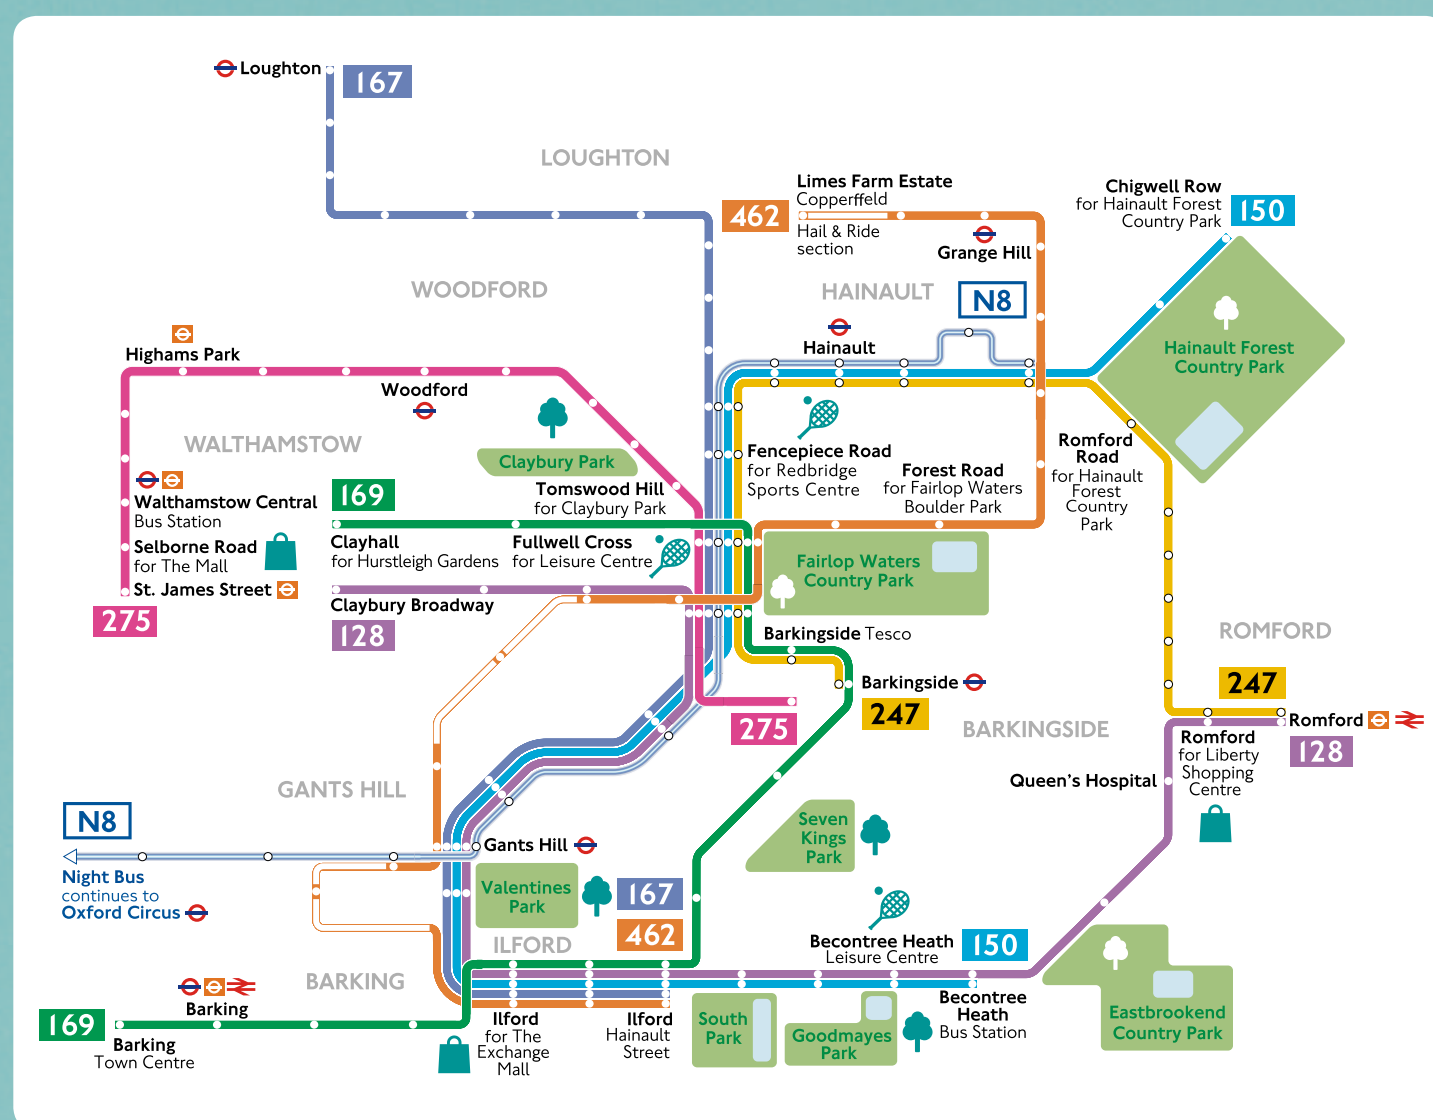 Loughton
167
LOUGHTON
Limes Farm Estate
Copperffeld
462
Hail & Ride
section
Grange Hill
Chigwell Row
for Hainault Forest
Country Park
150
WOODFORD
HAINAULT
N8
Hainault
Hainault Forest
Country Park
Highams Park
Woodford
WALTHAMSTOW
Claybury Park
Fencepiece Road
for Redbridge
Sports Centre
Forest Road
for Fairlop Waters
Boulder Park
Romford
Road
for Hainault
Forest
Country
Park
Walthamstow Central
Bus Station
Selborne Road
for The Mall
St. James Street
275
169
Tomswood Hill
for Claybury Park
Clayhall
for Hurstleigh Gardens
Fullwell Cross
for Leisure Centre
Fairlop Waters
Country Park
Claybury Broadway
128
Barkingside Tesco
ROMFORD
Barkingside
247
247
275
BARKINGSIDE
Romford
128
Romford
for Liberty
Shopping
Centre
Queen's Hospital
GANTS HILL
N8
Night Bus
continues to
Oxford Circus
Gants Hill
Seven
Kings
Park
Valentines
Park
167
462
ILFORD
Becontree Heath
Leisure Centre
150
BARKING
Barking
169
Barking
Town Centre
Ilford
for The
Exchange
Mall
Ilford
Hainault
Street
South
Park
Goodmayes
Park
Becontree
Heath
Bus Station
Eastbrookend
Country Park